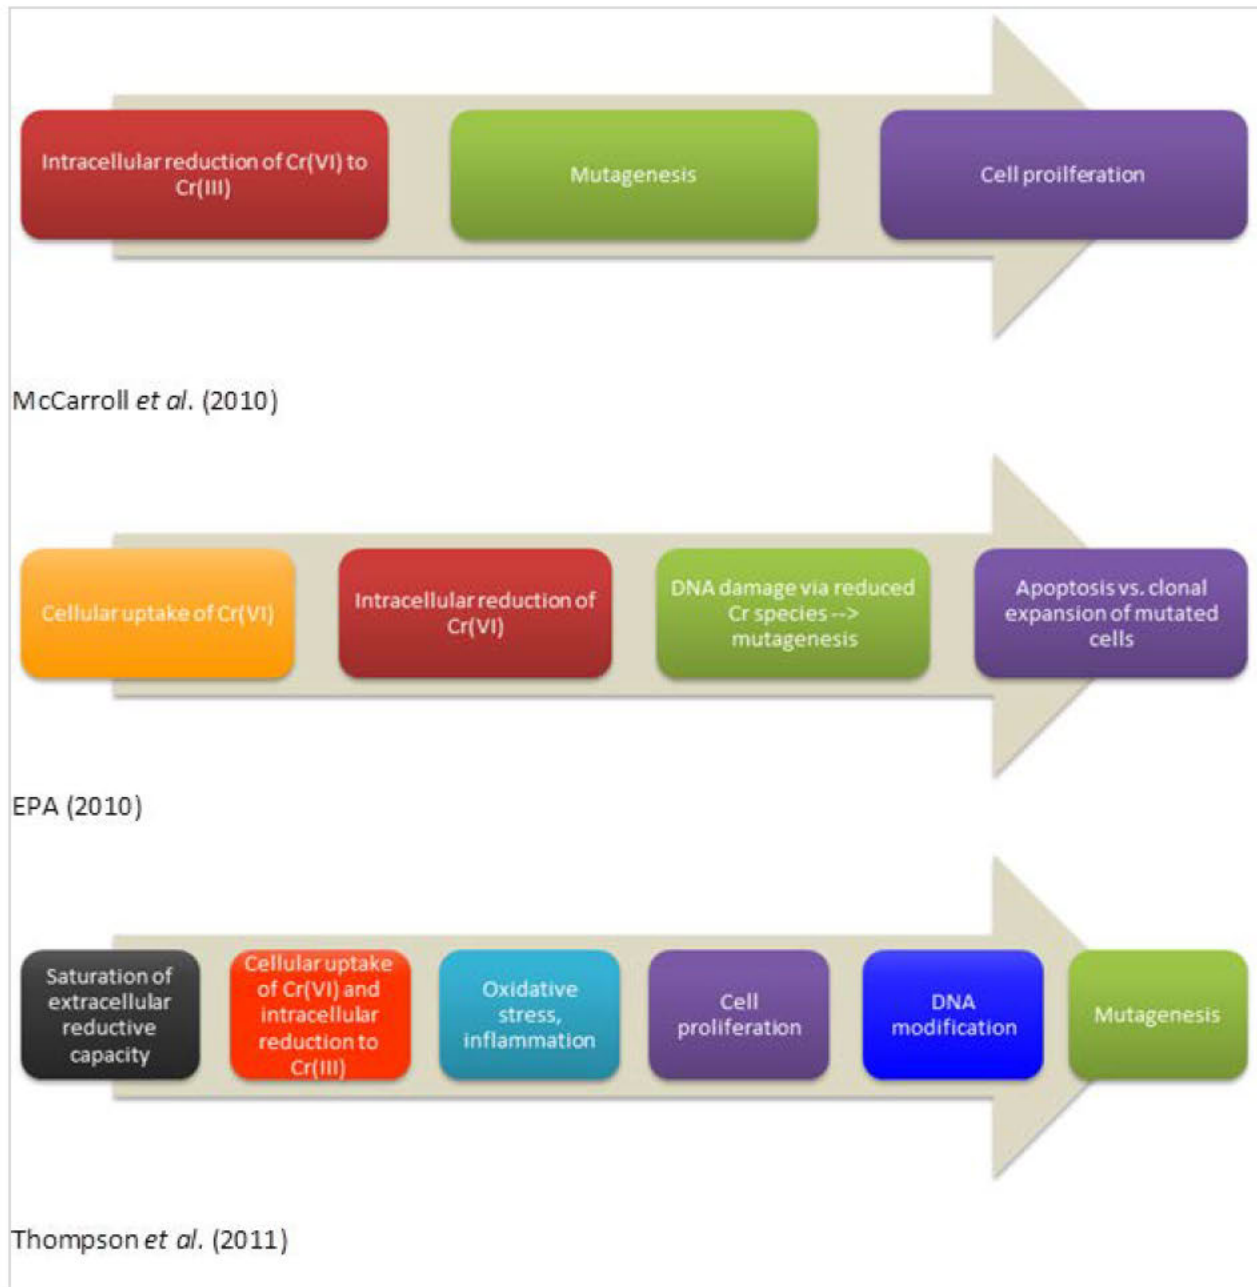 Intracellular reduction of Cr(VI) to
Cr(III)
Mutagenesis
Cell proilferation
McCarroll et al. (2010)
Cellular uptake of Cr(VI)
Intracellular reduction of
Cr(VI)
DNA damage via reduced
Cr species -->
mutagenesis
Apoptosis vs. clonal
expansion of mutated
cells
EPA (2010)
Saturation of
extracellular
reductive
capacity
Cellular uptake
of Cr(VI) and
intracellular
reduction to
Cr(III)
Oxidative
stress,
inflammation
Cell
proliferation
DNA
modification
Mutagenesis
Thompson et al. (2011)